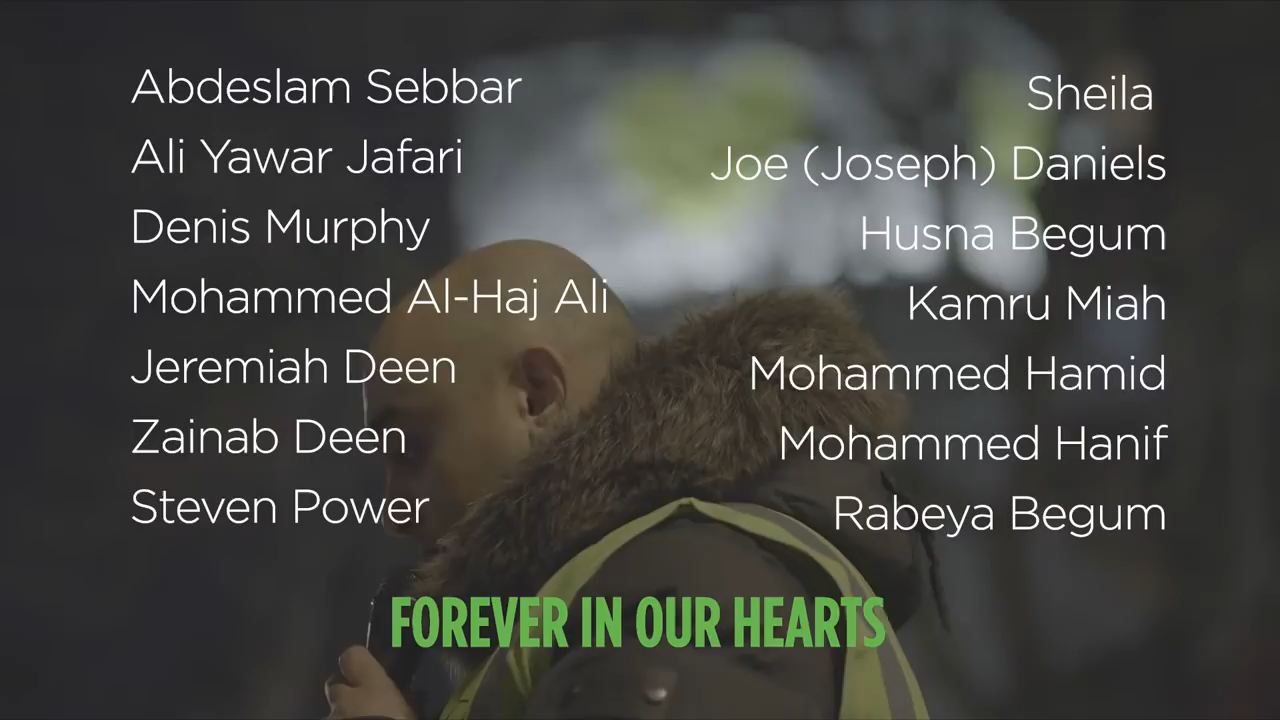 Abdeslam Sebbar
Ali Yawar Jafari
Denis Murphy
Mohammed Al-Haj Ali
Jeremiah Deen
Zainab Deen
Steven Power
Sheila
Joe (Joseph) Daniels
Husna Begum
Kamru Miah
Mohammed Hamid
Mohammed Hanif
Rabeya Begum
FOREVER IN OUR HEARTS